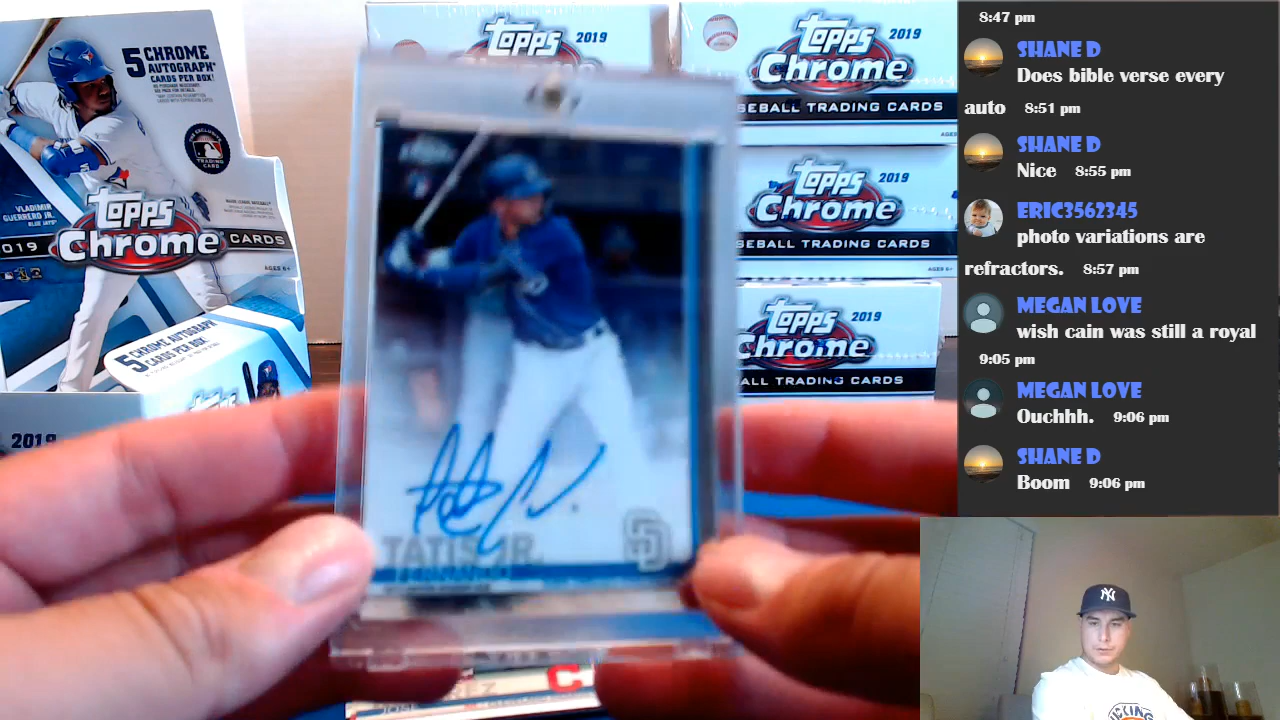 5 CHROME
AUTOGRAPH
CARDS PER BOX!
VLADIMIR
GUERRERO JR.
BLUE JAYS
Topps
2019 Chrome CARDS
AGES 6+
5 CHROME AUTOGRAPH
CARDS PER BOX!
2019
Topps 2019
Chrome
Topps 2019
Chrome
BASEBALL TRADING CARDS
Topps 2019
Chrome
BASEBALL TRADING CARDS
Topps 2019
Chrome
BALL TRADING CARDS
TATIS JR.
SD
C
JOSE
8:47 pm
SHANE D
Does bible verse every
auto 8:51 pm
SHANE D
Nice 8:55 pm
ERIC3562345
photo variations are
refractors. 8:57 pm
MEGAN LOVE
wish cain was still a royal
9:05 pm
MEGAN LOVE
Ouchhh. 9:06 pm
SHANE D
Boom 9:06 pm
NY